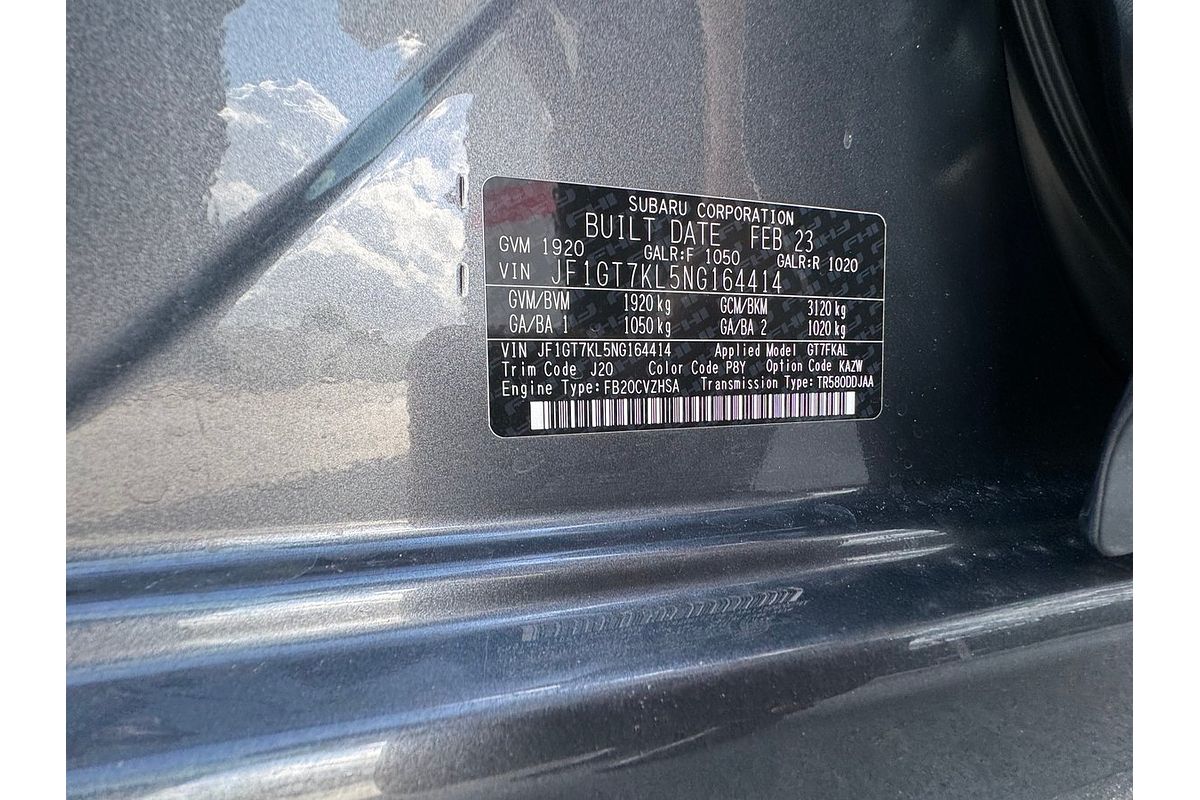 SUBARU CORPORATION
BUILT DATE FEB 23
GVM 1920 GALR:F 1050 GALR:R 1020
VIN JF1GT7KL5NG164414
GVM/BVM 1920 kg GCM/BKM 3120 kg
GA/BA 1 1050 kg GA/BA 2 1020 kg
VIN JF1GT7KL5NG164414 Applied Model GT7FKAL
Trim Code J20 Color Code P8Y Option Code KAZW
Engine Type: FB20CVZHSA Transmission Type: TR580DDJAA